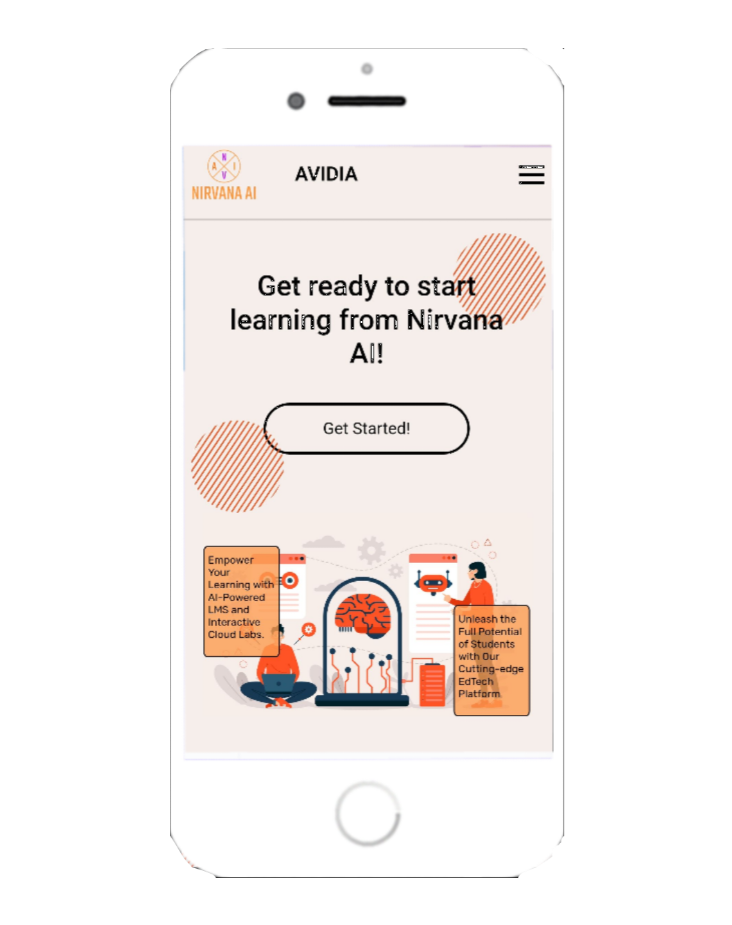 N
A I
V
NIRVANA AI
AVIDIA
Get ready to start
learning from Nirvana
AI!
Get Started!
Empower
Your
Learning with
AI-Powered
LMS and
Interactive
Cloud Labs.
Unleash the
Full Potential
of Students
with Our
Cutting-edge
EdTech
Platform